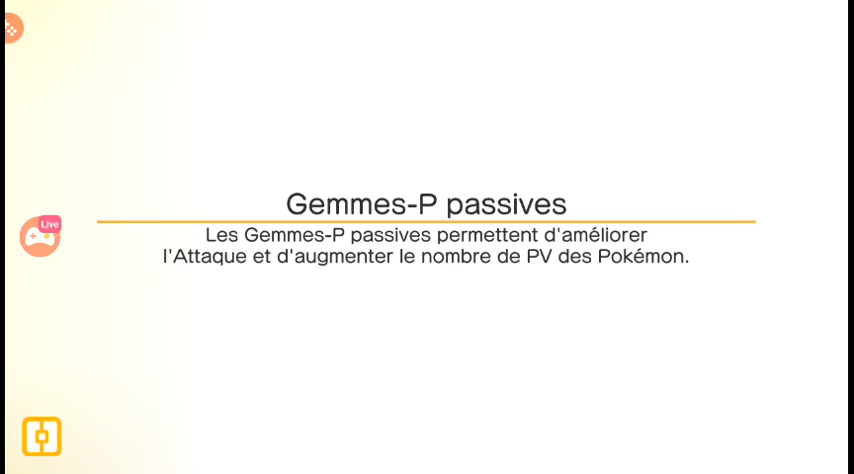 Live
Gemmes-P passives
Les Gemmes-P passives permettent d'améliorer
l'Attaque et d'augmenter le nombre de PV des Pokémon.